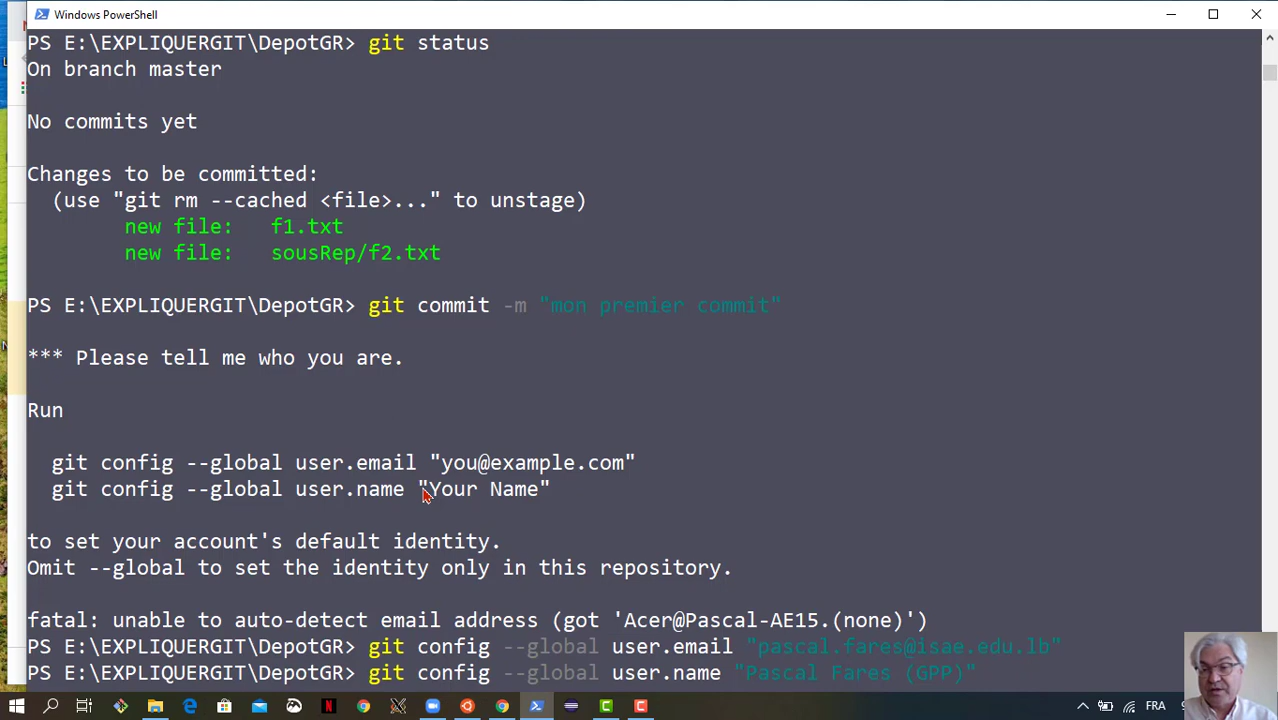 Windows PowerShell
PS E:\EXPLIQUERGIT\DepotGR> git status
On branch master
No commits yet
Changes to be committed:
(use "git rm --cached <file>..." to unstage)
new file: f1.txt
new file: sousRep/f2.txt
PS E:\EXPLIQUERGIT\DepotGR> git commit -m "mon premier commit"
*** Please tell me who you are.
Run
git config --global user.email "you@example.com"
git config --global user.name "Your Name"
to set your account's default identity.
Omit --global to set the identity only in this repository.
fatal: unable to auto-detect email address (got 'Acer@Pascal-AE15.(none)')
PS E:\EXPLIQUERGIT\DepotGR> git config --global user.email "pascal.fares@isae.edu.lb"
PS E:\EXPLIQUERGIT\DepotGR> git config --global user.name "Pascal Fares (GPP)"
FRA